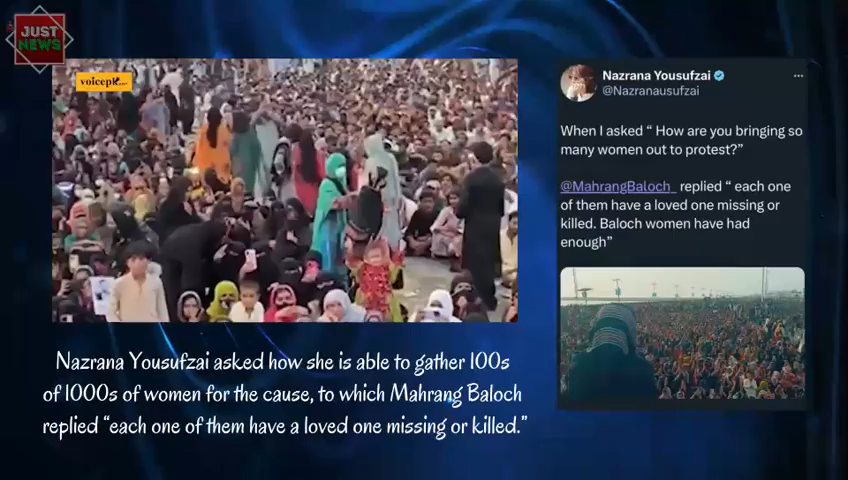 JUST
NEWS
voicepk.net
Nazrana Yousufzai
@Nazranausufzai
When I asked “ How are you bringing so
many women out to protest?”
@MahrangBaloch_ replied “ each one
of them have a loved one missing or
killed. Baloch women have had
enough”
Nazrana Yousufzai asked how she is able to gather 100s
of 1000s of women for the cause, to which Mahrang Baloch
replied “each one of them have a loved one missing or killed.”